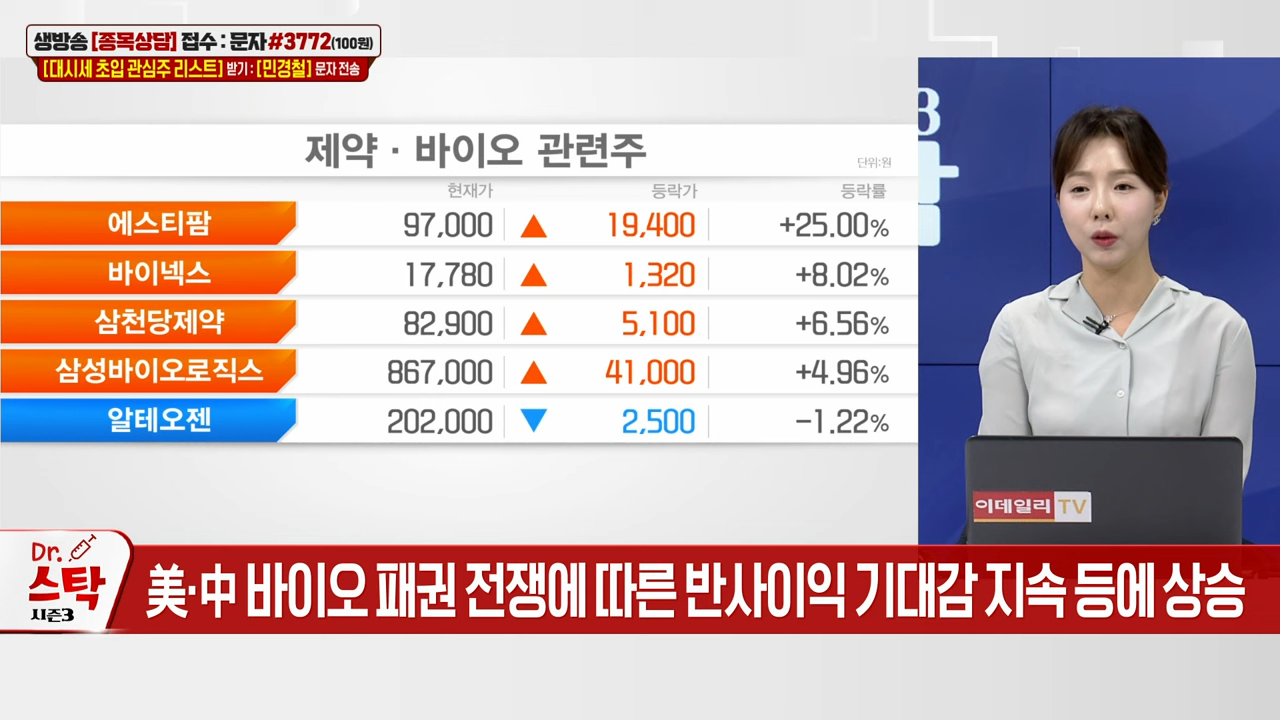 생방송 [종목상담] 접수 : 문자#3772(100원)
[대시세 초입 관심주 리스트] 받기 : [민경철] 문자 전송
제약 · 바이오 관련주
단위:원
현재가 등락가 등락률
에스티팜 97,000 ▲ 19,400 +25.00%
바이넥스 17,780 ▲ 1,320 +8.02%
삼천당제약 82,900 ▲ 5,100 +6.56%
삼성바이오로직스 867,000 ▲ 41,000 +4.96%
알테오젠 202,000 ▼ 2,500 -1.22%
3
이데일리 TV
Dr.
스탁
시즌3
美·中 바이오 패권 전쟁에 따른 반사이익 기대감 지속 등에 상승